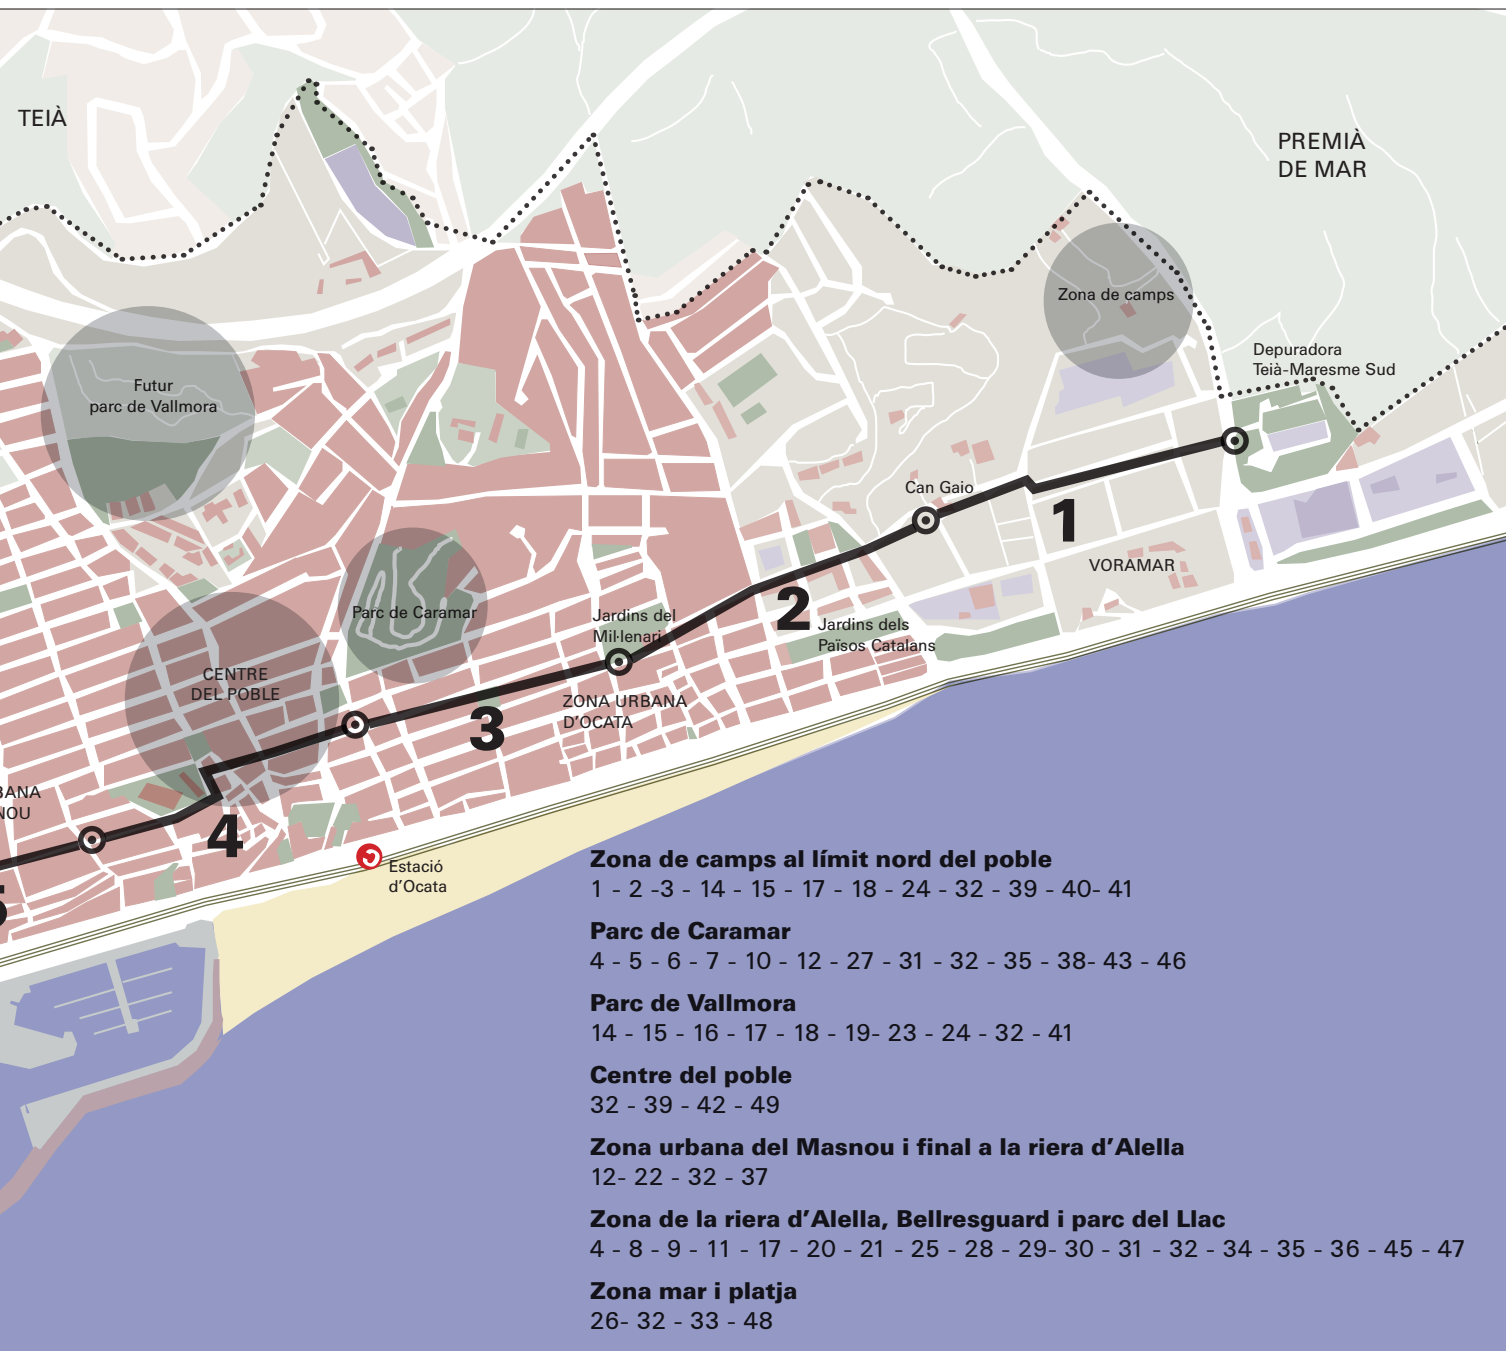 TEIÀ
PREMIÀ
DE MAR
Zona de camps
Depuradora
Teià-Maresme Sud
Futur
parc de Vallmora
Can Gaio
1
VORAMAR
Parc de Caramar
2
Jardins del
Mil·lenari
Jardins dels
Països Catalans
CENTRE
DEL POBLE
ZONA URBANA
D'OCATA
3
BANA
NOU
4
Estació
d'Ocata
5
Zona de camps al límit nord del poble
1 - 2 -3 - 14 - 15 - 17 - 18 - 24 - 32 - 39 - 40- 41
Parc de Caramar
4 - 5 - 6 - 7 - 10 - 12 - 27 - 31 - 32 - 35 - 38- 43 - 46
Parc de Vallmora
14 - 15 - 16 - 17 - 18 - 19- 23 - 24 - 32 - 41
Centre del poble
32 - 39 - 42 - 49
Zona urbana del Masnou i final a la riera d'Alella
12- 22 - 32 - 37
Zona de la riera d'Alella, Bellresguard i parc del Llac
4 - 8 - 9 - 11 - 17 - 20 - 21 - 25 - 28 - 29- 30 - 31 - 32 - 34 - 35 - 36 - 45 - 47
Zona mar i platja
26- 32 - 33 - 48